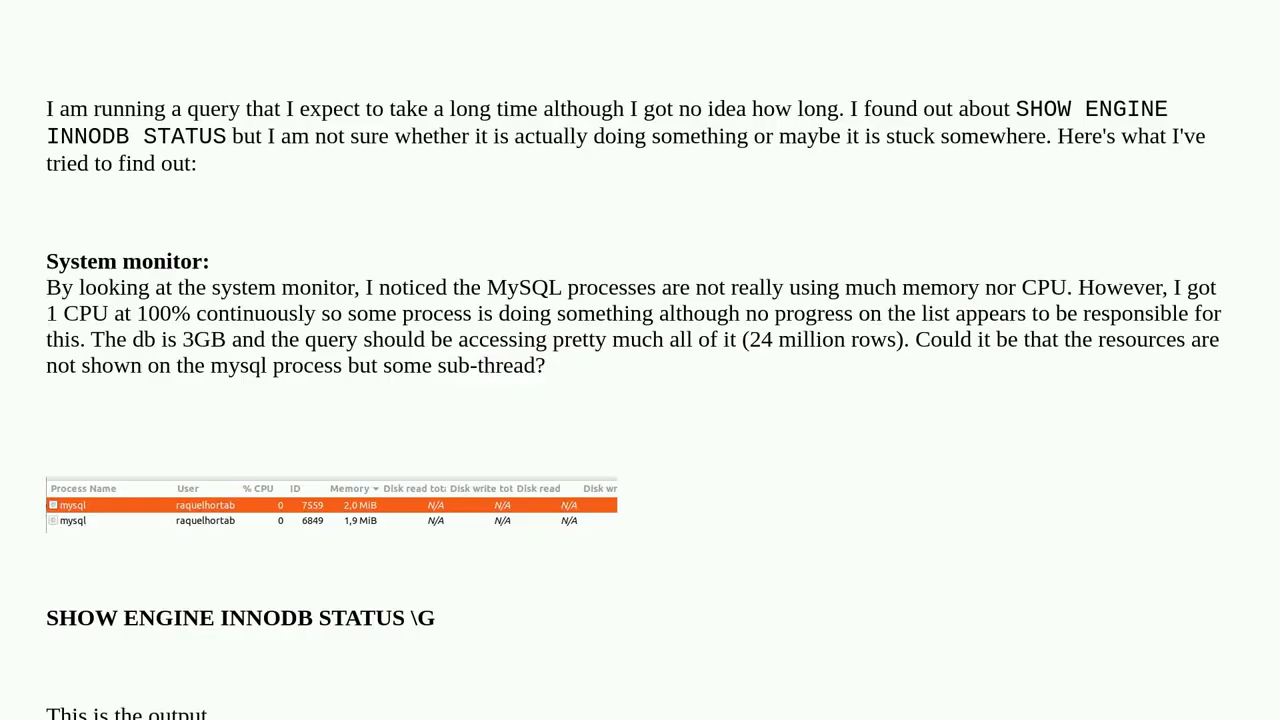 I am running a query that I expect to take a long time although I got no idea how long. I found out about SHOW ENGINE
INNODB STATUS but I am not sure whether it is actually doing something or maybe it is stuck somewhere. Here's what I've
tried to find out:
System monitor:
By looking at the system monitor, I noticed the MySQL processes are not really using much memory nor CPU. However, I got
1 CPU at 100% continuously so some process is doing something although no progress on the list appears to be responsible for
this. The db is 3GB and the query should be accessing pretty much all of it (24 million rows). Could it be that the resources are
not shown on the mysql process but some sub-thread?
Process Name User % CPU ID Memory Disk read tot Disk write tot Disk read Disk wr
mysql raquelhortab 0 7559 2,0 MiB N/A N/A N/A
mysql raquelhortab 0 6849 1,9 MiB N/A N/A N/A
SHOW ENGINE INNODB STATUS \G
This is the output